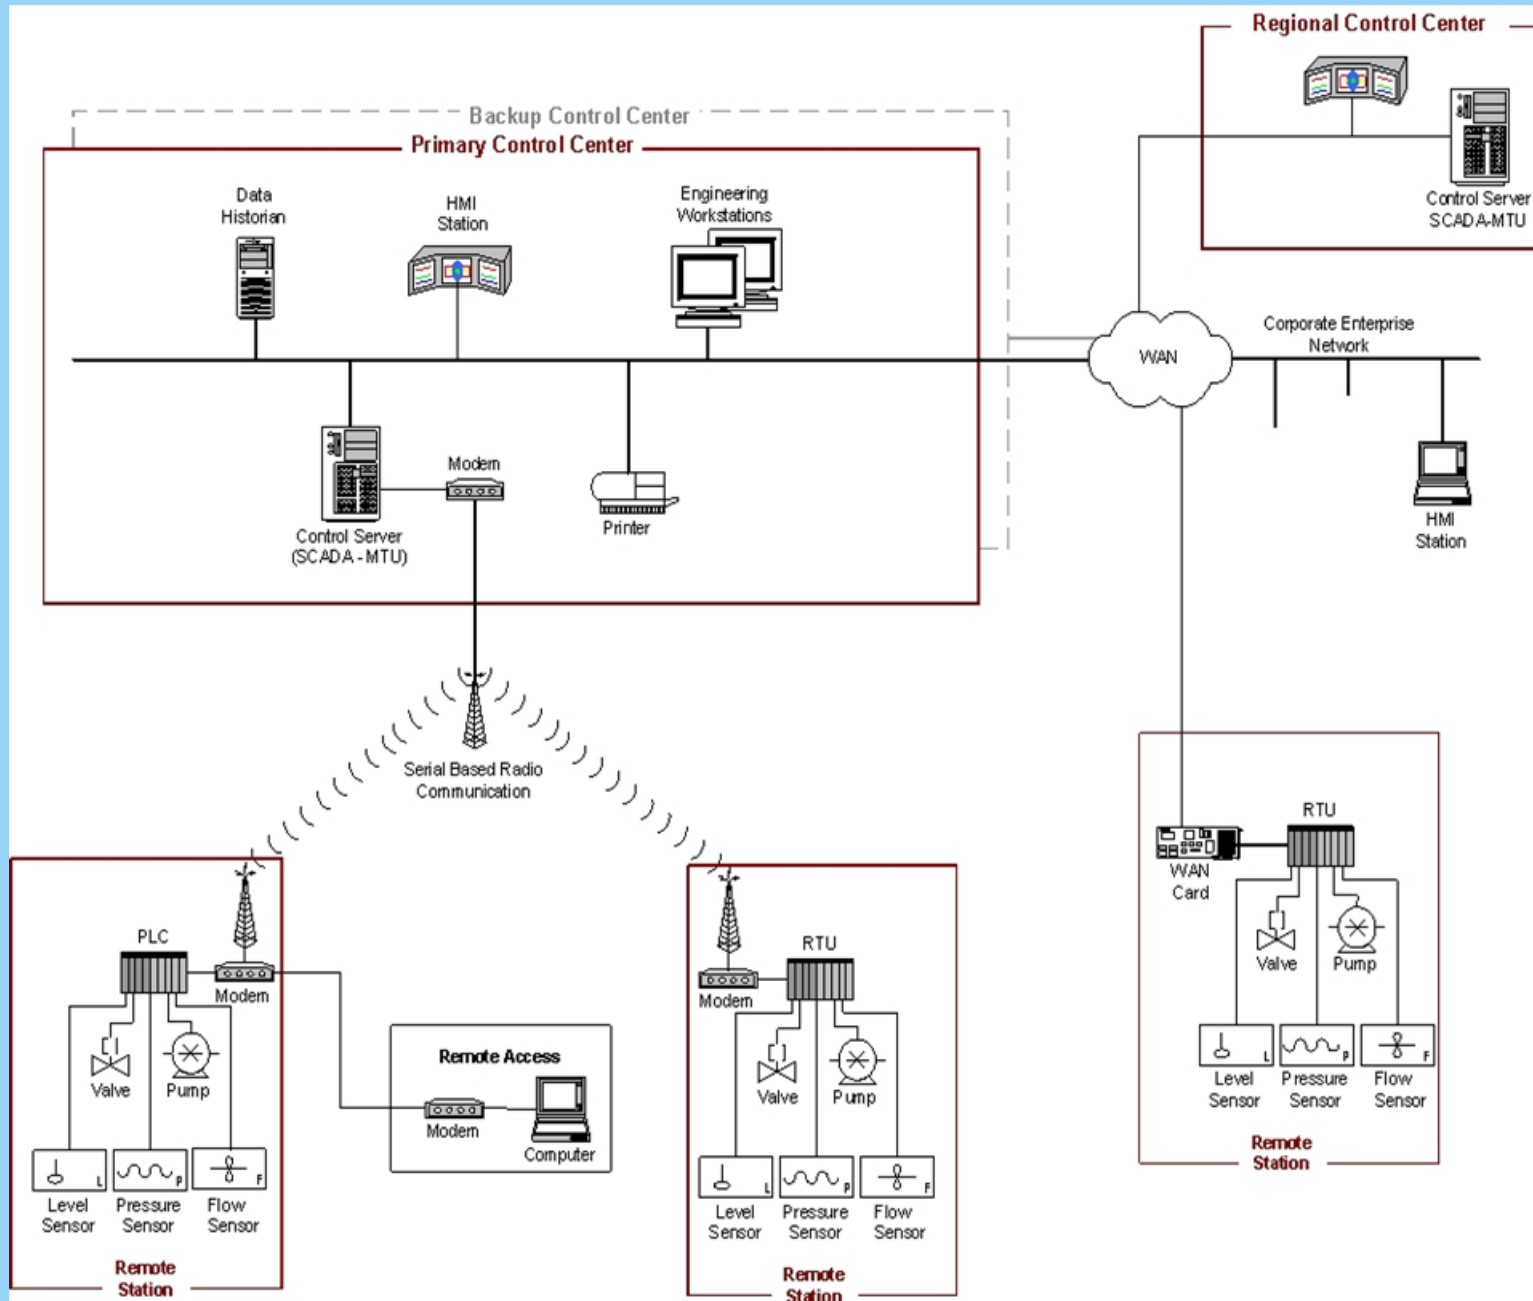 Regional Control Center
Control Server
SCADA-MTU
Backup Control Center
Primary Control Center
Data
Historian
HMI
Station
Engineering
Workstations
Control Server
(SCADA - MTU)
Modem
Printer
WAN
Corporate Enterprise
Network
HMI
Station
Serial Based Radio
Communication
PLC
Modem
Valve
Pump
L
P
F
Level
Sensor
Pressure
Sensor
Flow
Sensor
Remote
Station
Remote Access
Modem
Computer
RTU
Modem
Valve
Pump
L
P
F
Level
Sensor
Pressure
Sensor
Flow
Sensor
Remote
Station
RTU
WAN
Card
Valve
Pump
L
P
F
Level
Sensor
Pressure
Sensor
Flow
Sensor
Remote
Station